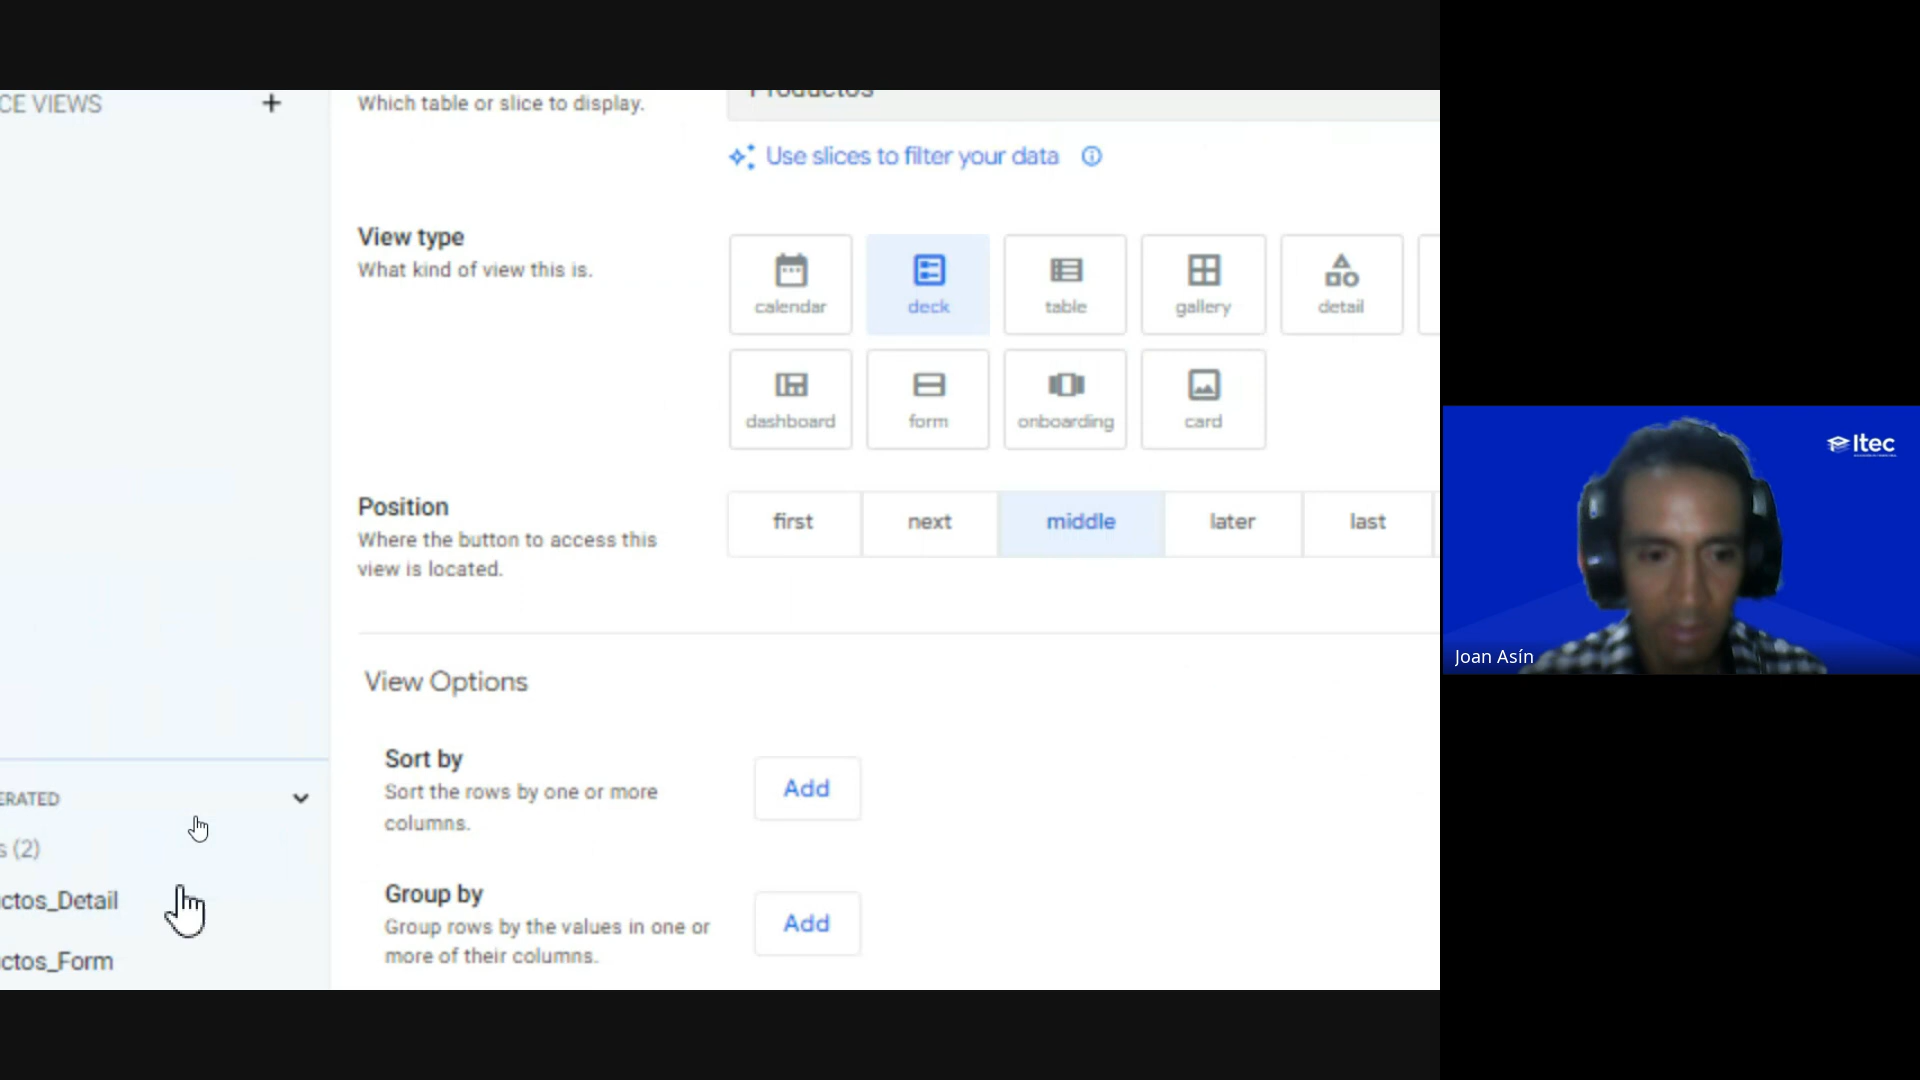 CE VIEWS
Which table or slice to display.
Productos
Use slices to filter your data
View type
What kind of view this is.
calendar
deck
table
gallery
detail
dashboard
form
onboarding
card
Position
Where the button to access this
view is located.
first
next
middle
later
last
View Options
Sort by
Sort the rows by one or more
columns.
Add
ERATED
s (2)
ctos_Detail
ctos_Form
Group by
Group rows by the values in one or
more of their columns.
Add
Itec
Joan Asín